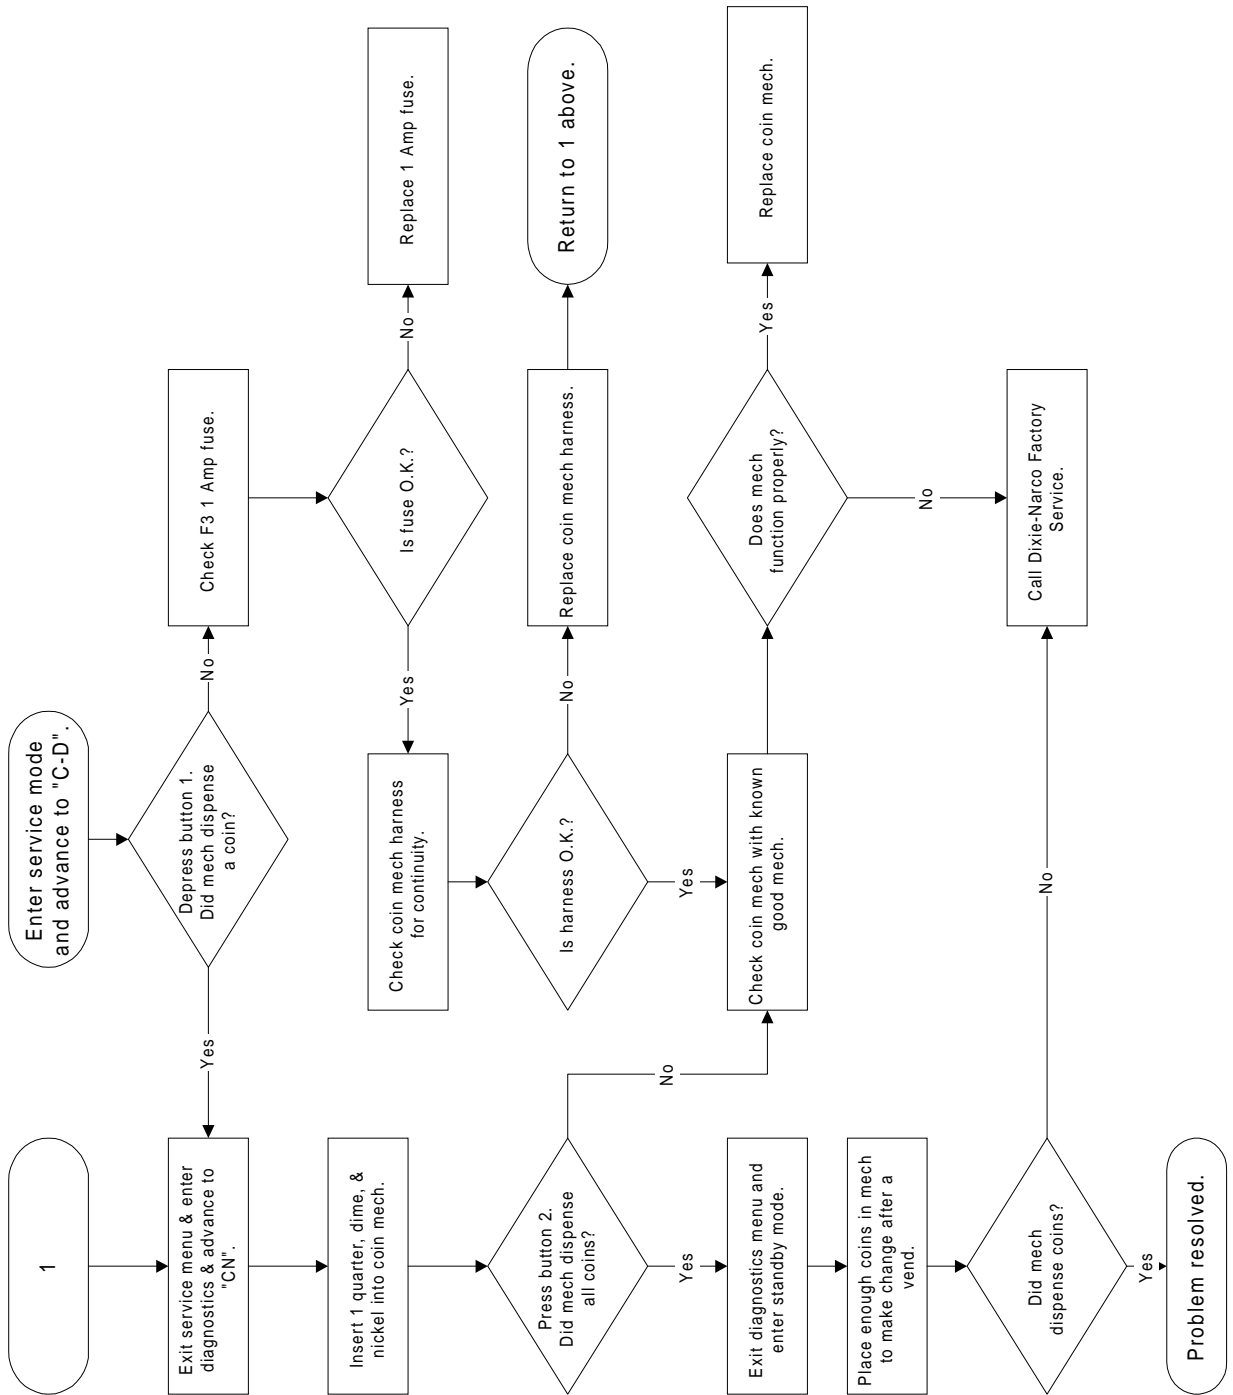 Enter service mode
and advance to "C-D".
Depress button 1.
Did mech dispense
a coin?
No
Check F3 1 Amp fuse.
Yes
1
Exit service menu & enter
diagnostics & advance to
"CN".
Is fuse O.K.?
No
Replace 1 Amp fuse.
Yes
Check coin mech harness
for continuity.
Insert 1 quarter, dime, &
nickel into coin mech.
Is harness O.K.?
No
Replace coin mech harness.
Return to 1 above.
Yes
Press button 2.
Did mech dispense
all coins?
No
Check coin mech with known
good mech.
Does mech
function properly?
Yes
Replace coin mech.
No
Yes
Exit diagnostics menu and
enter standby mode.
Place enough coins in mech
to make change after a
vend.
Did mech
dispense coins?
No
Call Dixie-Narco Factory
Service.
Yes
Problem resolved.